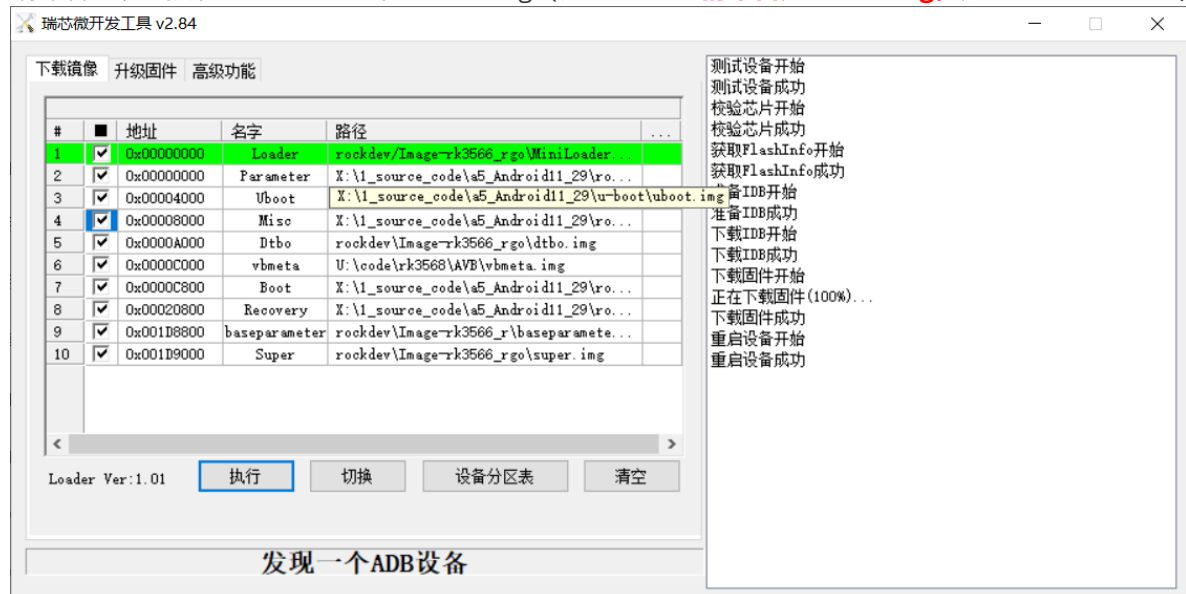 瑞芯微开发工具 v2.84
下载镜像 升级固件 高级功能
# 地址 名字 路径 ...
1 0x00000000 Loader rockdev/Image-rk3566_rgo\MiniLoader...
2 0x00000000 Parameter X:\1_source_code\a5_Android11_29\ro...
3 0x00004000 Uboot X:\1_source_code\a5_Android11_29\u-boot\uboot.img
4 0x00008000 Misc X:\1_source_code\a5_Android11_29\ro...
5 0x0000A000 Dtbo rockdev\Image-rk3566_rgo\dtbo.img
6 0x0000C000 vbmeta U:\code\rk3568\AVB\vbmeta.img
7 0x0000C800 Boot X:\1_source_code\a5_Android11_29\ro...
8 0x00020800 Recovery X:\1_source_code\a5_Android11_29\ro...
9 0x001D8800 baseparameter rockdev\Image-rk3566_r\baseparamete...
10 0x001D9000 Super rockdev\Image-rk3566_rgo\super.img
Loader Ver:1.01 执行 切换 设备分区表 清空
发现一个ADB设备
测试设备开始
测试设备成功
校验芯片开始
校验芯片成功
获取FlashInfo开始
获取FlashInfo成功
备IDB开始
准备IDB成功
下载IDB开始
下载IDB成功
下载固件开始
正在下载固件(100%)...
下载固件成功
重启设备开始
重启设备成功